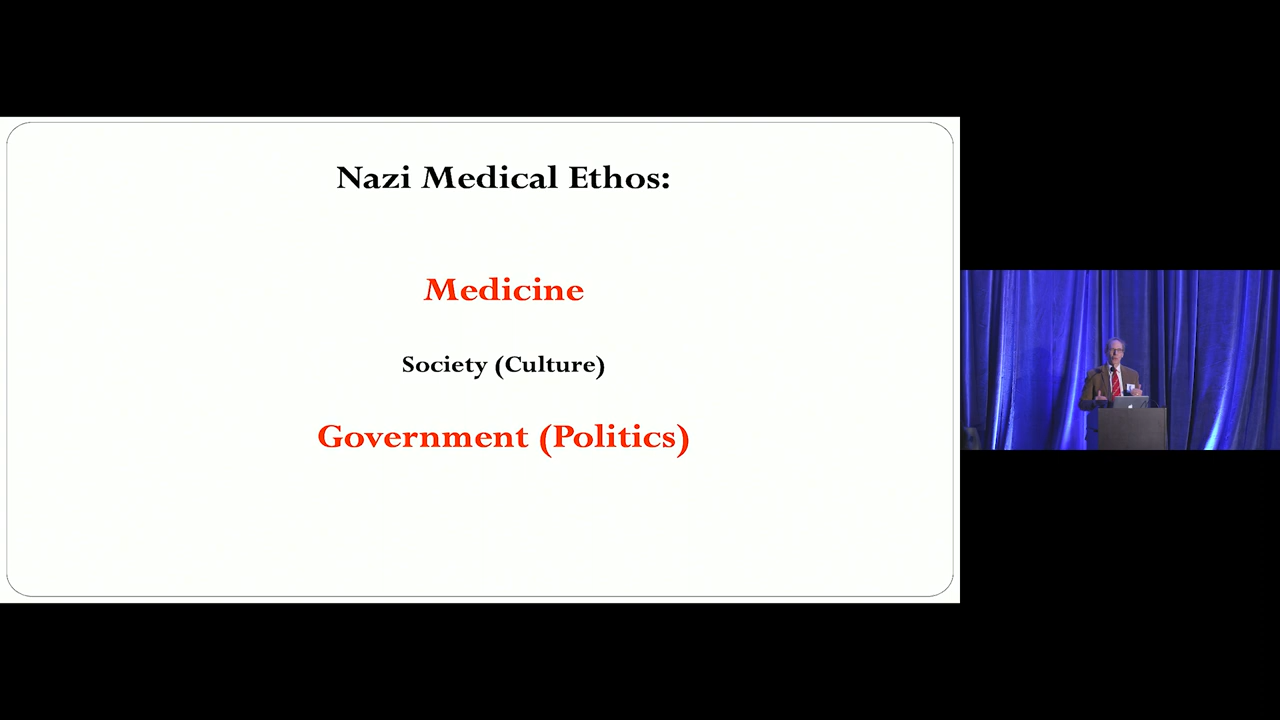 Nazi Medical Ethos:
Medicine
Society (Culture)
Government (Politics)